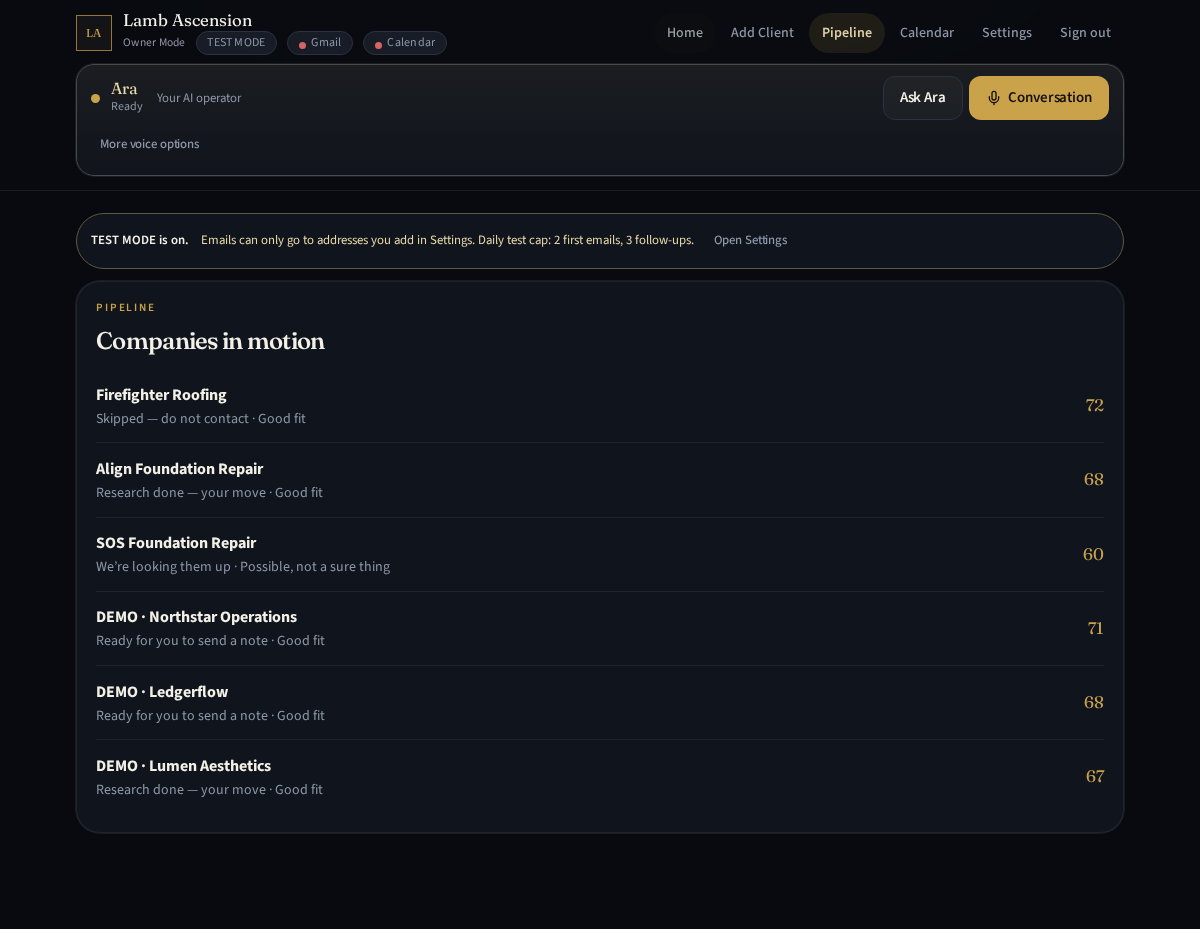 LA
Lamb Ascension
Owner Mode TEST MODE Gmail Calendar
Home Add Client Pipeline Calendar Settings Sign out
Ara
Ready
Your AI operator
Ask Ara
Conversation
More voice options
TEST MODE is on. Emails can only go to addresses you add in Settings. Daily test cap: 2 first emails, 3 follow-ups. Open Settings
PIPELINE
Companies in motion
Firefighter Roofing
Skipped — do not contact · Good fit
72
Align Foundation Repair
Research done — your move · Good fit
68
SOS Foundation Repair
We’re looking them up · Possible, not a sure thing
60
DEMO · Northstar Operations
Ready for you to send a note · Good fit
71
DEMO · Ledgerflow
Ready for you to send a note · Good fit
68
DEMO · Lumen Aesthetics
Research done — your move · Good fit
67